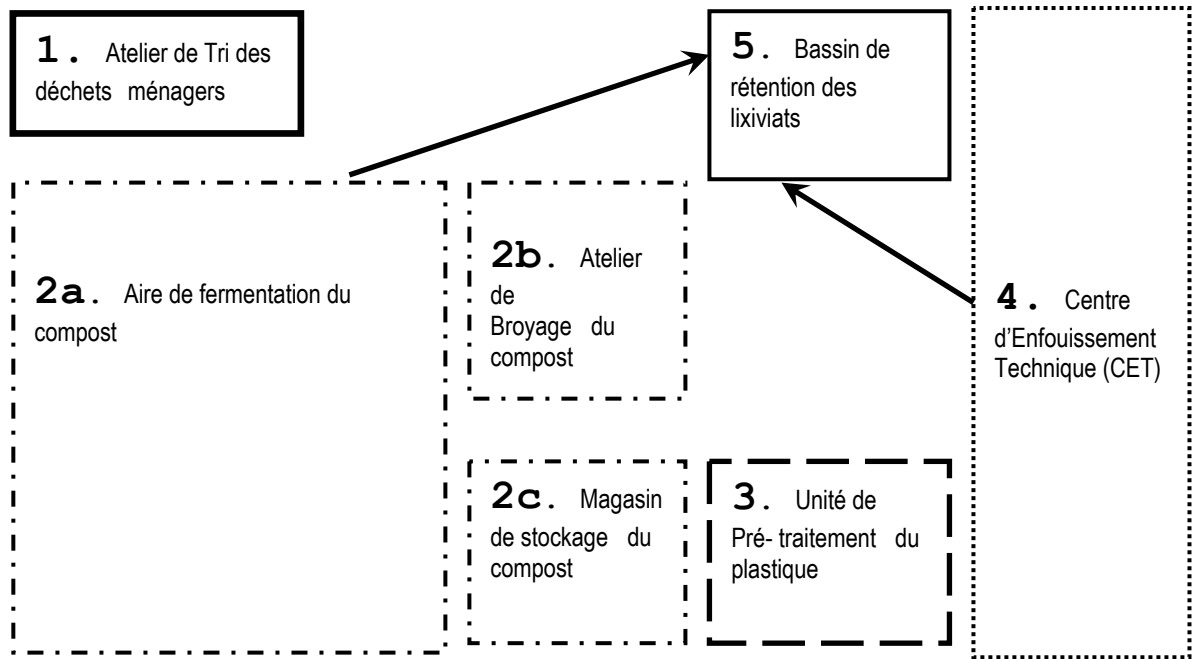 1. Atelier de Tri des
déchets ménagers
5. Bassin de
rétention des
lixiviats
2a. Aire de fermentation du
compost
2b. Atelier
de
Broyage du
compost
4. Centre
d'Enfouissement
Technique (CET)
2c. Magasin
de stockage du
compost
3. Unité de
Pré- traitement du
plastique